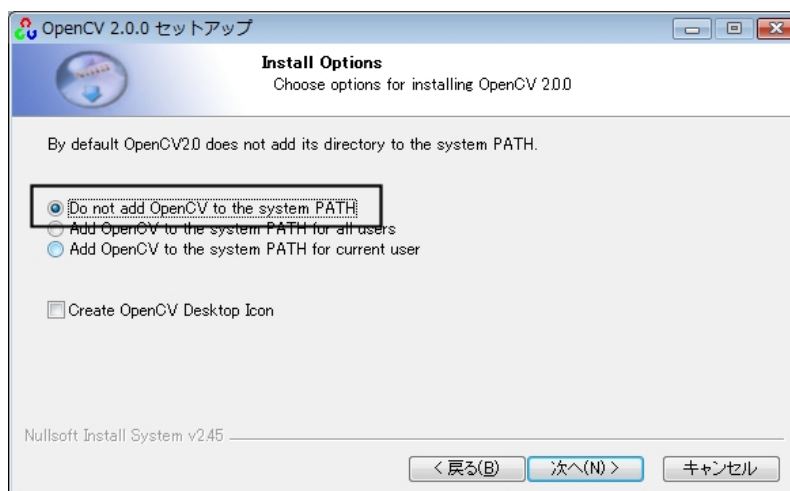 OpenCV 2.0.0 セットアップ
Install Options
Choose options for installing OpenCV 2.0.0
By default OpenCV2.0 does not add its directory to the system PATH.
Do not add OpenCV to the system PATH
Add OpenCV to the system PATH for all users
Add OpenCV to the system PATH for current user
Create OpenCV Desktop Icon
Nullsoft Install System v2.45
< 戻る(B)
次へ(N) >
キャンセル